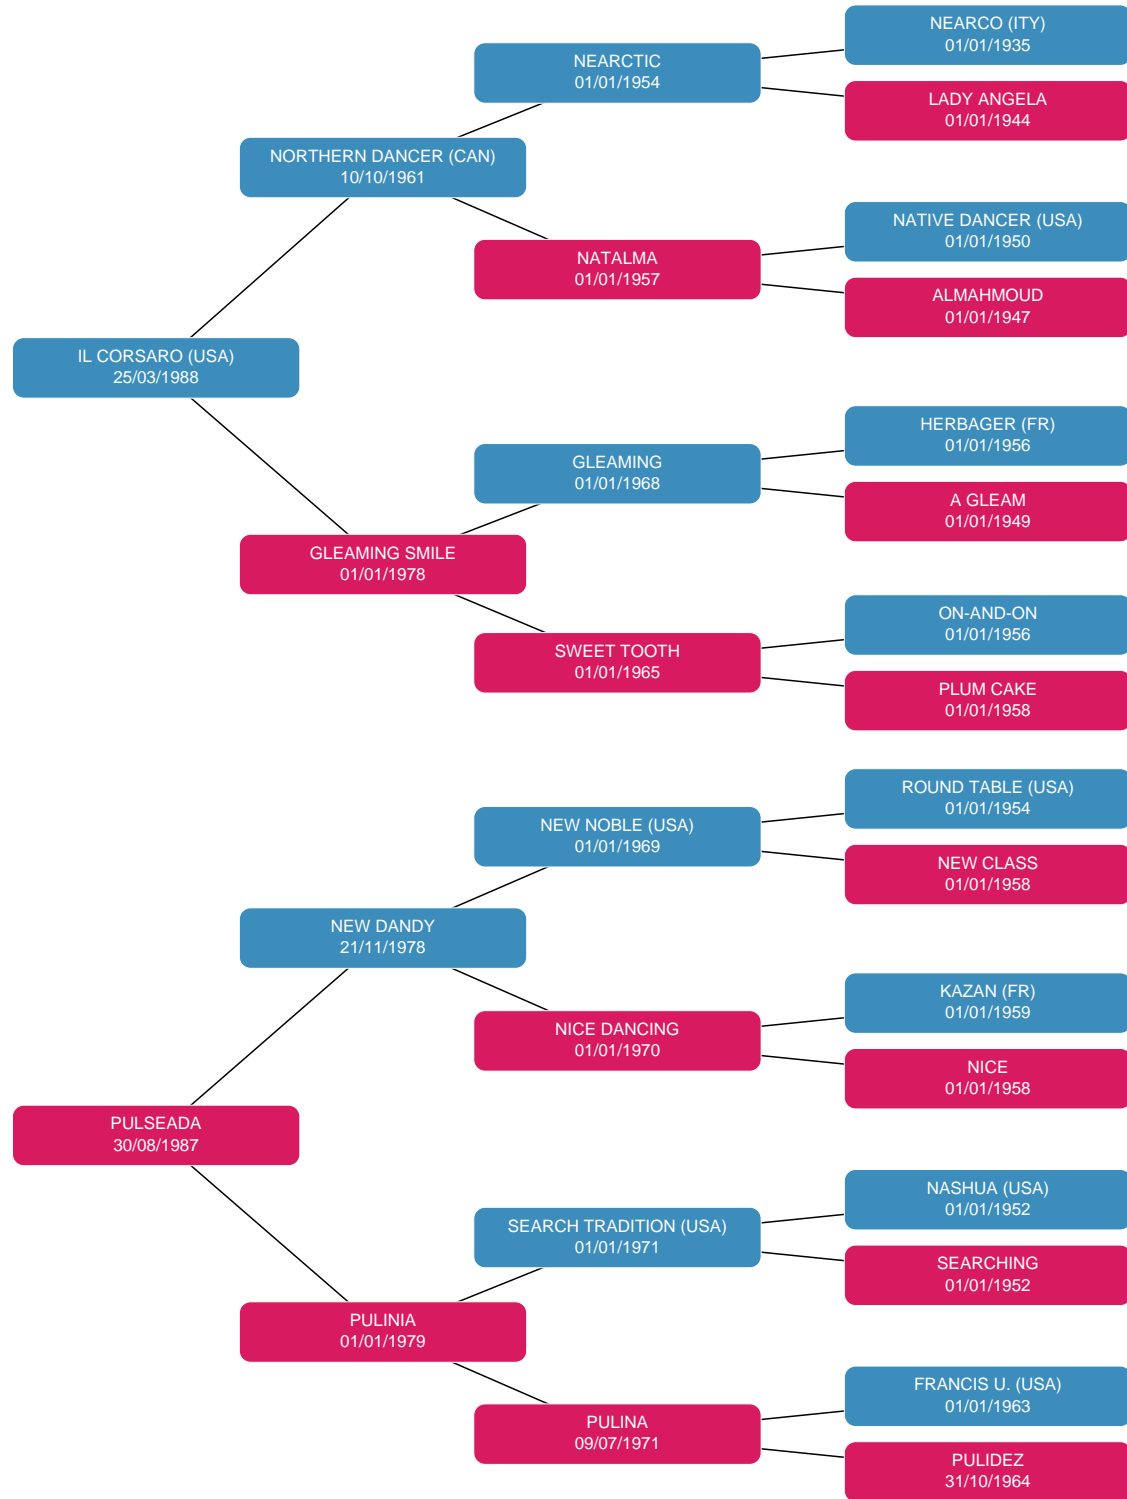 NEARCO (ITY)
01/01/1935
NEARCTIC
01/01/1954
LADY ANGELA
01/01/1944
NORTHERN DANCER (CAN)
10/10/1961
NATIVE DANCER (USA)
01/01/1950
NATALMA
01/01/1957
ALMAHMOUD
01/01/1947
IL CORSARO (USA)
25/03/1988
HERBAGER (FR)
01/01/1956
GLEAMING
01/01/1968
A GLEAM
01/01/1949
GLEAMING SMILE
01/01/1978
ON-AND-ON
01/01/1956
SWEET TOOTH
01/01/1965
PLUM CAKE
01/01/1958
ROUND TABLE (USA)
01/01/1954
NEW NOBLE (USA)
01/01/1969
NEW CLASS
01/01/1958
NEW DANDY
21/11/1978
KAZAN (FR)
01/01/1959
NICE DANCING
01/01/1970
NICE
01/01/1958
PULSEADA
30/08/1987
NASHUA (USA)
01/01/1952
SEARCH TRADITION (USA)
01/01/1971
SEARCHING
01/01/1952
PULINIA
01/01/1979
FRANCIS U. (USA)
01/01/1963
PULINA
09/07/1971
PULIDEZ
31/10/1964